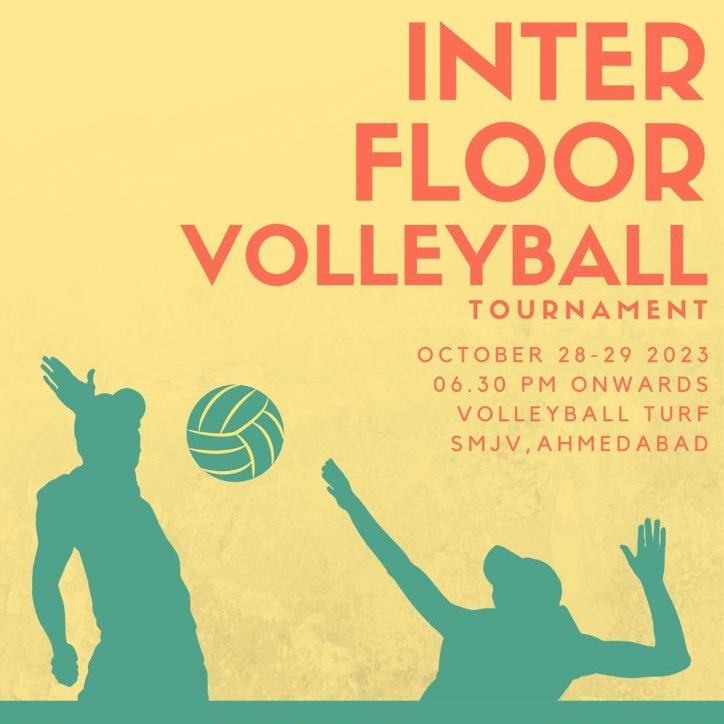 INTER
FLOOR
VOLLEYBALL
TOURNAMENT
OCTOBER 28-29 2023
06.30 PM ONWARDS
VOLLEYBALL TURF
SMJV,AHMEDABAD